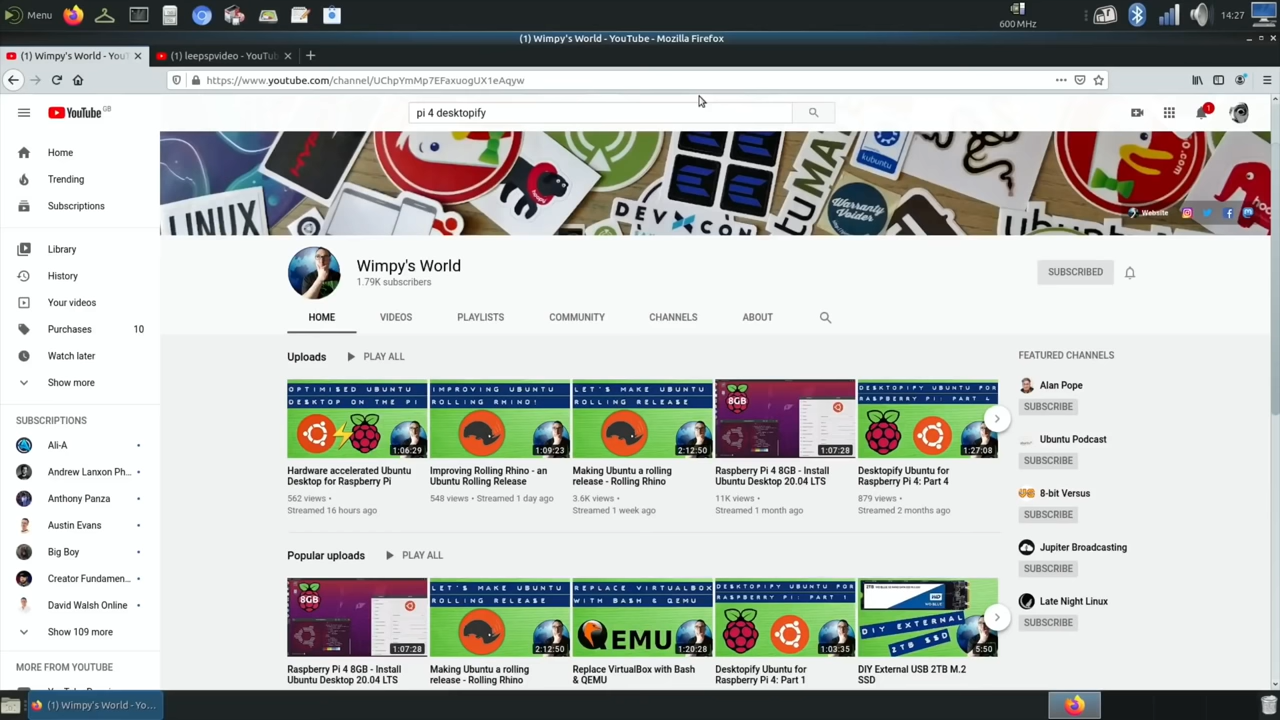 Menu
600 MHz
14:27
(1) Wimpy's World - YouTube - Mozilla Firefox
(1) Wimpy's World - YouT
(1) leepspvideo - YouTub
https://www.youtube.com/channel/UChpYmMp7EFaxuogUX1eAqyw
YouTube GB
pi 4 desktopify
1
Home
Trending
Subscriptions
Library
History
Your videos
Purchases 10
Watch later
Show more
SUBSCRIPTIONS
Ali-A
Andrew Lanxon Ph...
Anthony Panza
Austin Evans
Big Boy
Creator Fundamen...
David Walsh Online
Show 109 more
MORE FROM YOUTUBE
LINUX
DEVXCON
TUMA
kubuntu
Warranty Voider
Website
Wimpy's World
1.79K subscribers
SUBSCRIBED
HOME
VIDEOS
PLAYLISTS
COMMUNITY
CHANNELS
ABOUT
Uploads
PLAY ALL
OPTIMISED UBUNTU
DESKTOP ON THE PI
1:06:29
Hardware accelerated Ubuntu
Desktop for Raspberry Pi
562 views •
Streamed 16 hours ago
IMPROVING UBUNTU
ROLLING RHINO!
1:09:23
Improving Rolling Rhino - an
Ubuntu Rolling Release
548 views • Streamed 1 day ago
LET'S MAKE UBUNTU
ROLLING RELEASE
2:12:50
Making Ubuntu a rolling
release - Rolling Rhino
3.6K views •
Streamed 1 week ago
8GB
1:07:28
Raspberry Pi 4 8GB - Install
Ubuntu Desktop 20.04 LTS
11K views •
Streamed 1 month ago
DESKTOPIFY UBUNTU FOR
RASPBERRY PI: PART 4
1:27:08
Desktopify Ubuntu for
Raspberry Pi 4: Part 4
879 views •
Streamed 2 months ago
Popular uploads
PLAY ALL
8GB
1:07:28
Raspberry Pi 4 8GB - Install
Ubuntu Desktop 20.04 LTS
LET'S MAKE UBUNTU
ROLLING RELEASE
2:12:50
Making Ubuntu a rolling
release - Rolling Rhino
REPLACE VIRTUALBOX
WITH BASH & QEMU
QEMU
1:20:28
Replace VirtualBox with Bash
& QEMU
DESKTOPIFY UBUNTU FOR
RASPBERRY PI: PART 1
1:03:35
Desktopify Ubuntu for
Raspberry Pi 4: Part 1
DIY EXTERNAL
2TB SSD
5:50
DIY External USB 2TB M.2
SSD
FEATURED CHANNELS
Alan Pope
SUBSCRIBE
Ubuntu Podcast
SUBSCRIBE
8-bit Versus
SUBSCRIBE
Jupiter Broadcasting
SUBSCRIBE
Late Night Linux
SUBSCRIBE
(1) Wimpy's World - Yo...